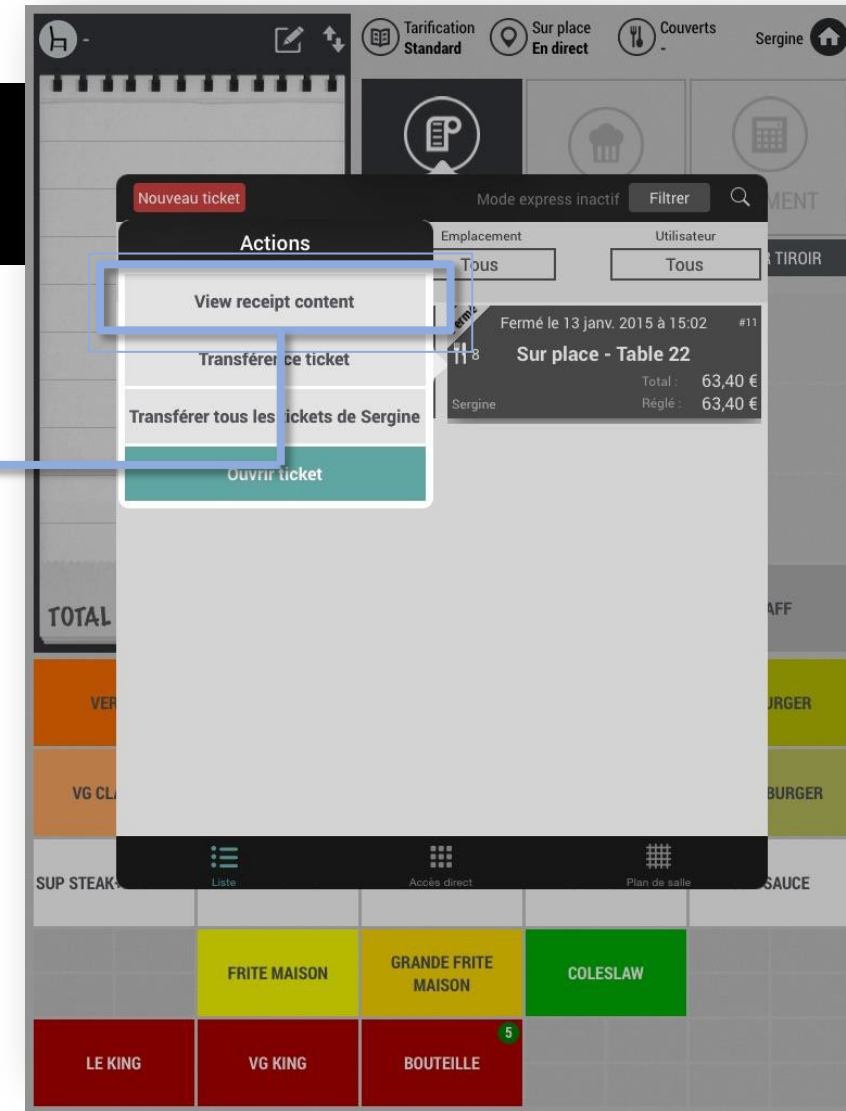 -
Tarification
Standard
Sur place
En direct
Couverts
-
Sergine
Nouveau ticket
Mode express inactif
Filtrer
MENT
Actions
Emplacement
Utilisateur
Tous
Tous
TIROIR
View receipt content
Fermé
Fermé le 13 janv. 2015 à 15:02
#11
8
Sur place - Table 22
Transférence ticket
Total :
63,40 €
Sergine
Réglé :
63,40 €
Transférer tous les tickets de Sergine
Ouvrir ticket
TOTAL
AFF
VER
URGER
VG CLA
BURGER
Liste
Accès direct
Plan de salle
SUP STEAK
SAUCE
FRITE MAISON
GRANDE FRITE
MAISON
COLESLAW
5
LE KING
VG KING
BOUTEILLE